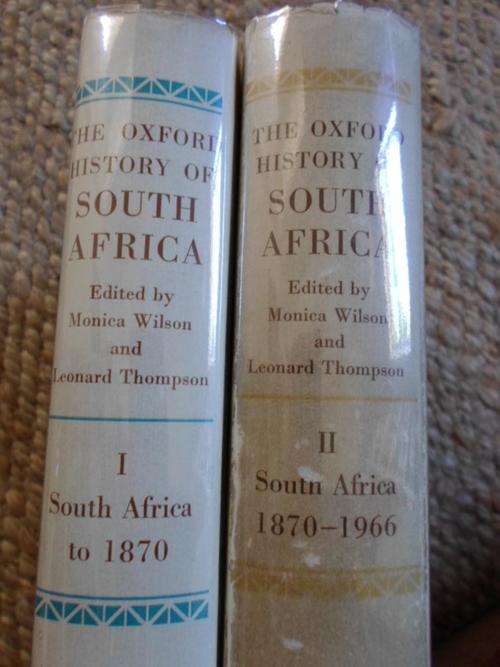 THE OXFORD
HISTORY OF
SOUTH
AFRICA
Edited by
Monica Wilson
and
Leonard Thompson
I
South Africa
to 1870
THE OXFORD
HISTORY
SOUTH
AFRICA
Edited by
Monica Wilson
and
Leonard Thompson
II
South Africa
1870–1966